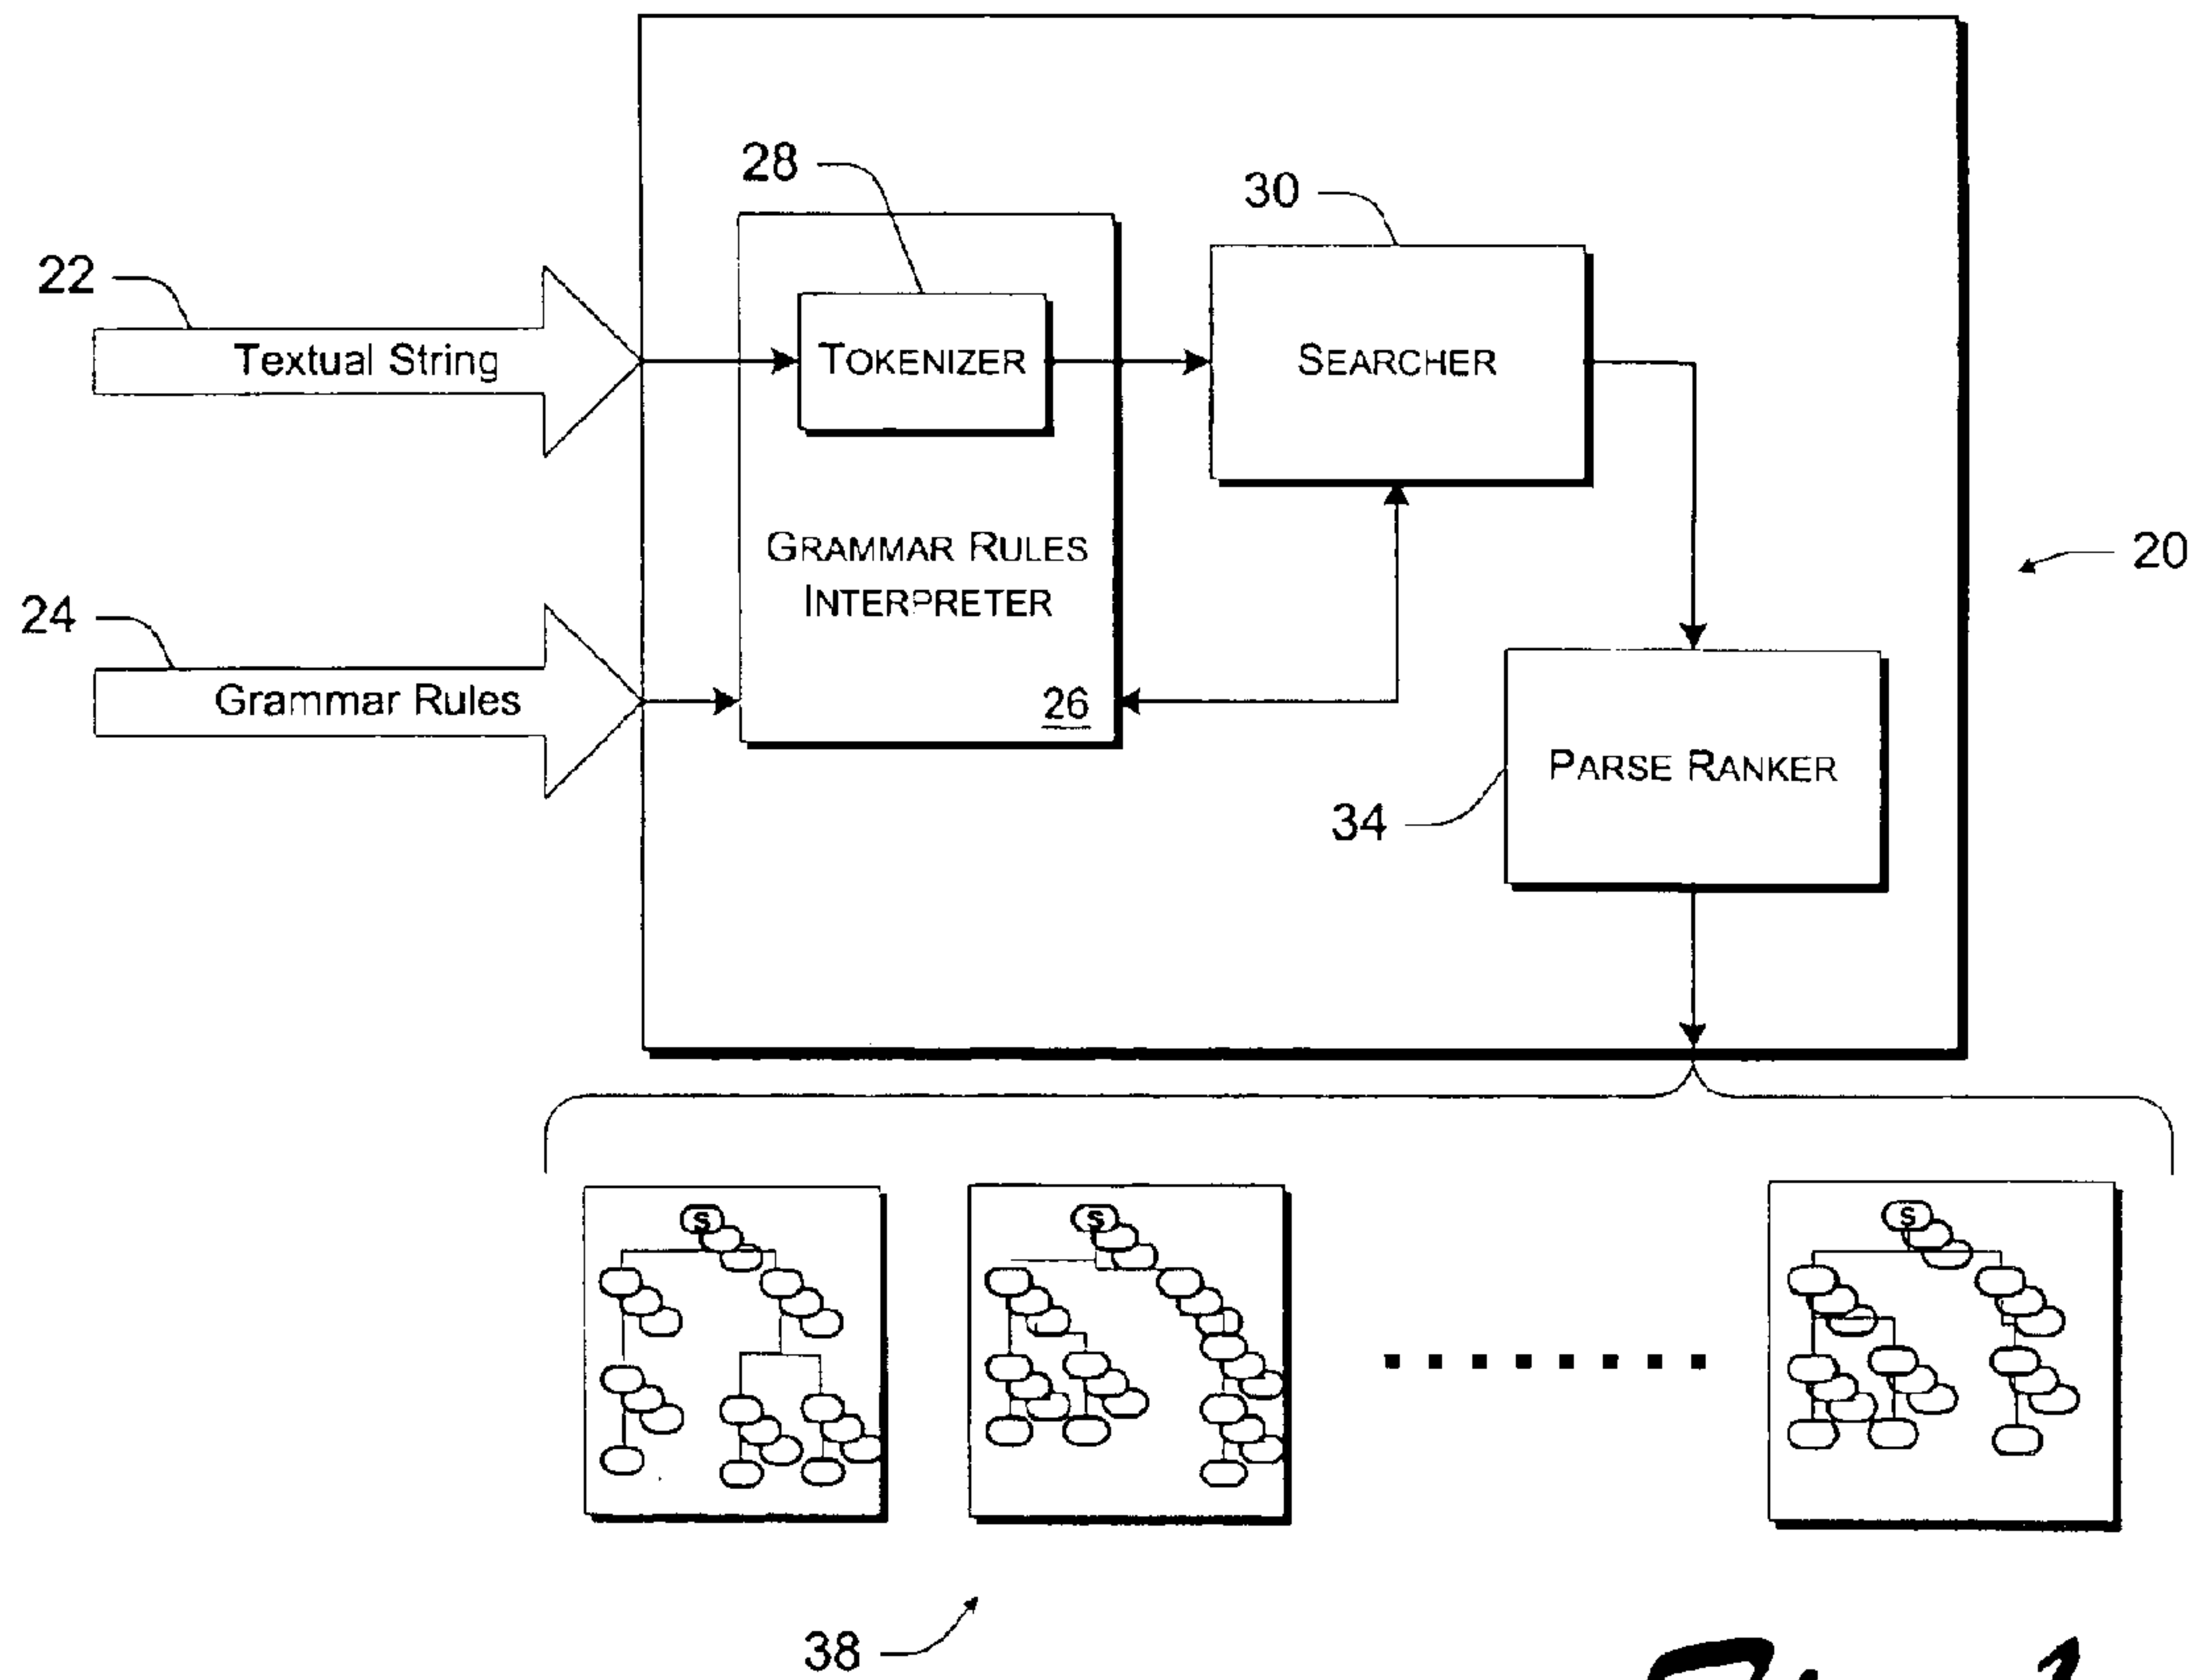 28
30
22
Textual String
TOKENIZER
SEARCHER
GRAMMAR RULES
INTERPRETER
20
24
Grammar Rules
26
PARSE RANKER
34
S
S
S
38